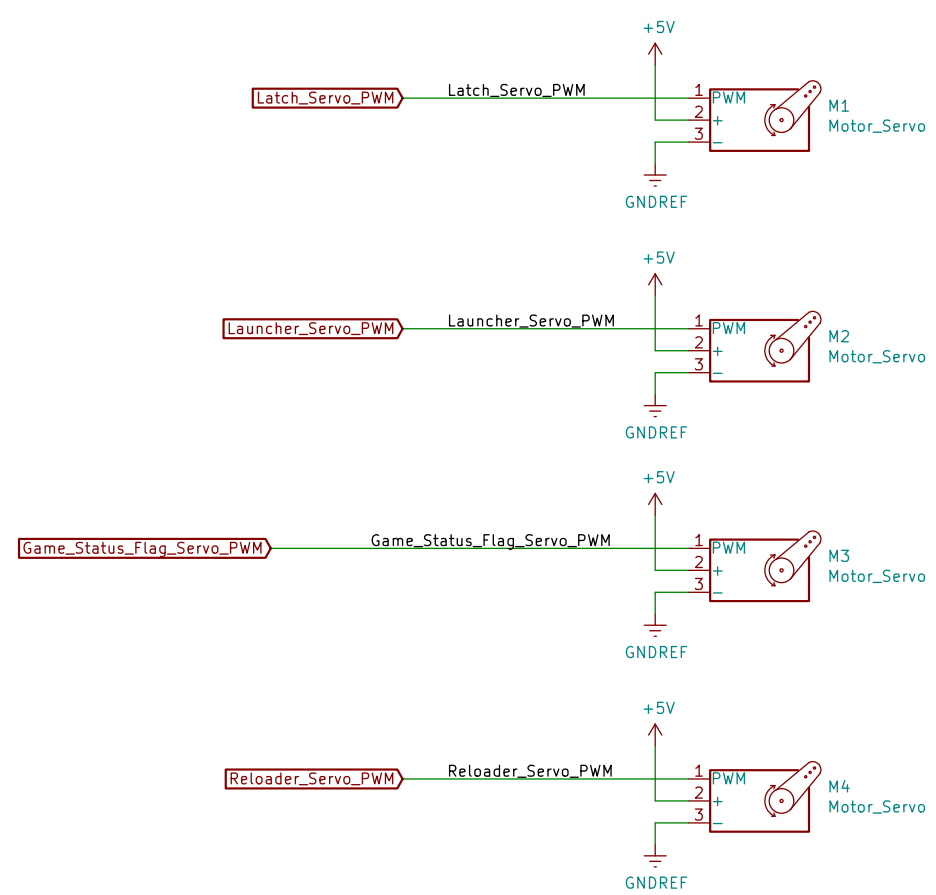 +5V
Latch_Servo_PWM
Latch_Servo_PWM
1
PWM
2
+
3
-
M1
Motor_Servo
GNDREF
+5V
Launcher_Servo_PWM
Launcher_Servo_PWM
1
PWM
2
+
3
-
M2
Motor_Servo
GNDREF
+5V
Game_Status_Flag_Servo_PWM
Game_Status_Flag_Servo_PWM
1
PWM
2
+
3
-
M3
Motor_Servo
GNDREF
+5V
Reloader_Servo_PWM
Reloader_Servo_PWM
1
PWM
2
+
3
-
M4
Motor_Servo
GNDREF